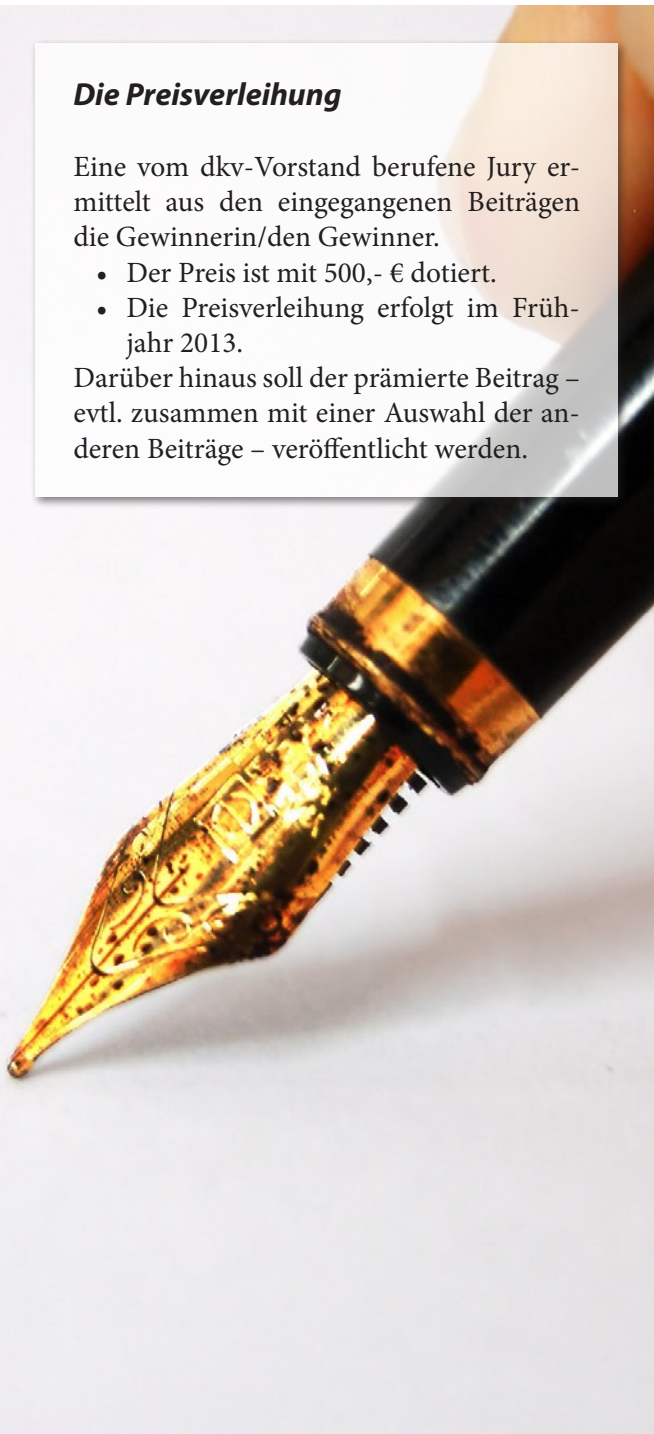 Die Preisverleihung
Eine vom dkv-Vorstand berufene Jury er-
mittelt aus den eingegangenen Beiträgen
die Gewinnerin/den Gewinner.
• Der Preis ist mit 500,- € dotiert.
• Die Preisverleihung erfolgt im Früh-
jahr 2013.
Darüber hinaus soll der prämierte Beitrag –
evtl. zusammen mit einer Auswahl der an-
deren Beiträge – veröffentlicht werden.